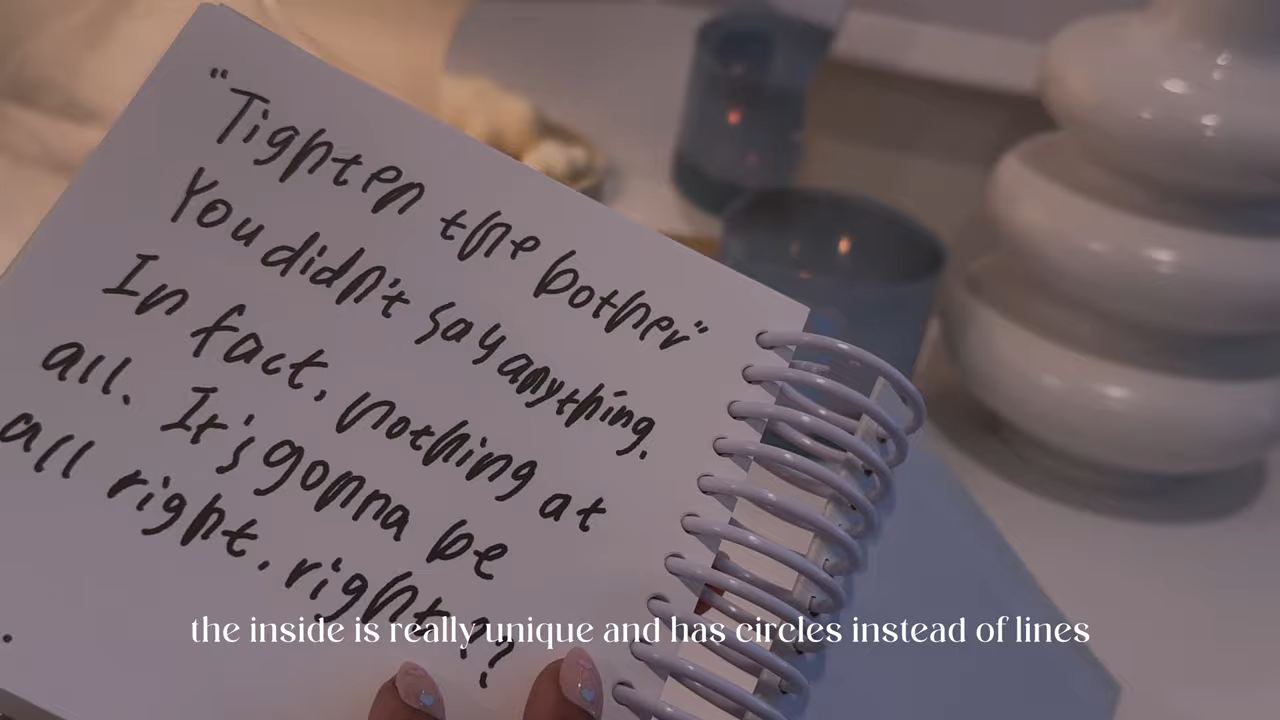 "Tighten the bother"
You didn't say anything.
In fact, nothing at
all. It's gonna be
all right. right??
the inside is really unique and has circles instead of lines